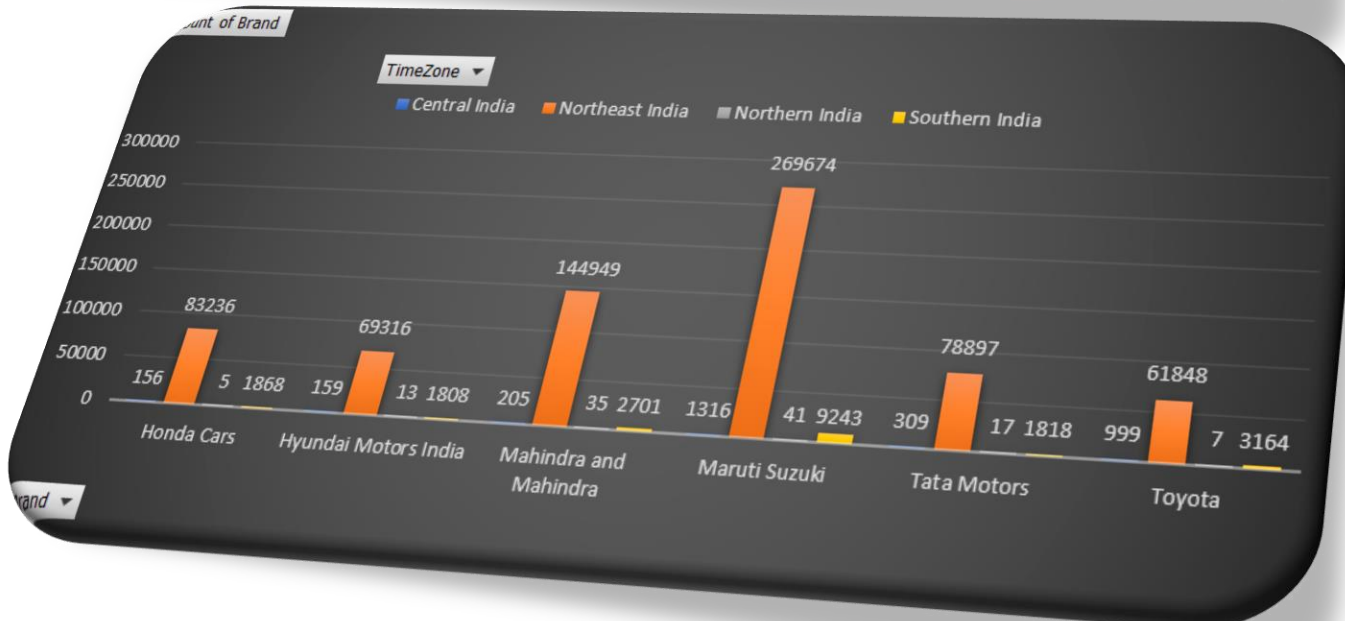 ount of Brand
TimeZone
Central India Northeast India Northern India Southern India
300000
250000
200000
150000
100000
50000
0
156 83236 5 1868
159 69316 13 1808
205 144949 35 2701
1316 269674 41 9243
309 78897 17 1818
999 61848 7 3164
Honda Cars
Hyundai Motors India
Mahindra and
Mahindra
Maruti Suzuki
Tata Motors
Toyota
rand